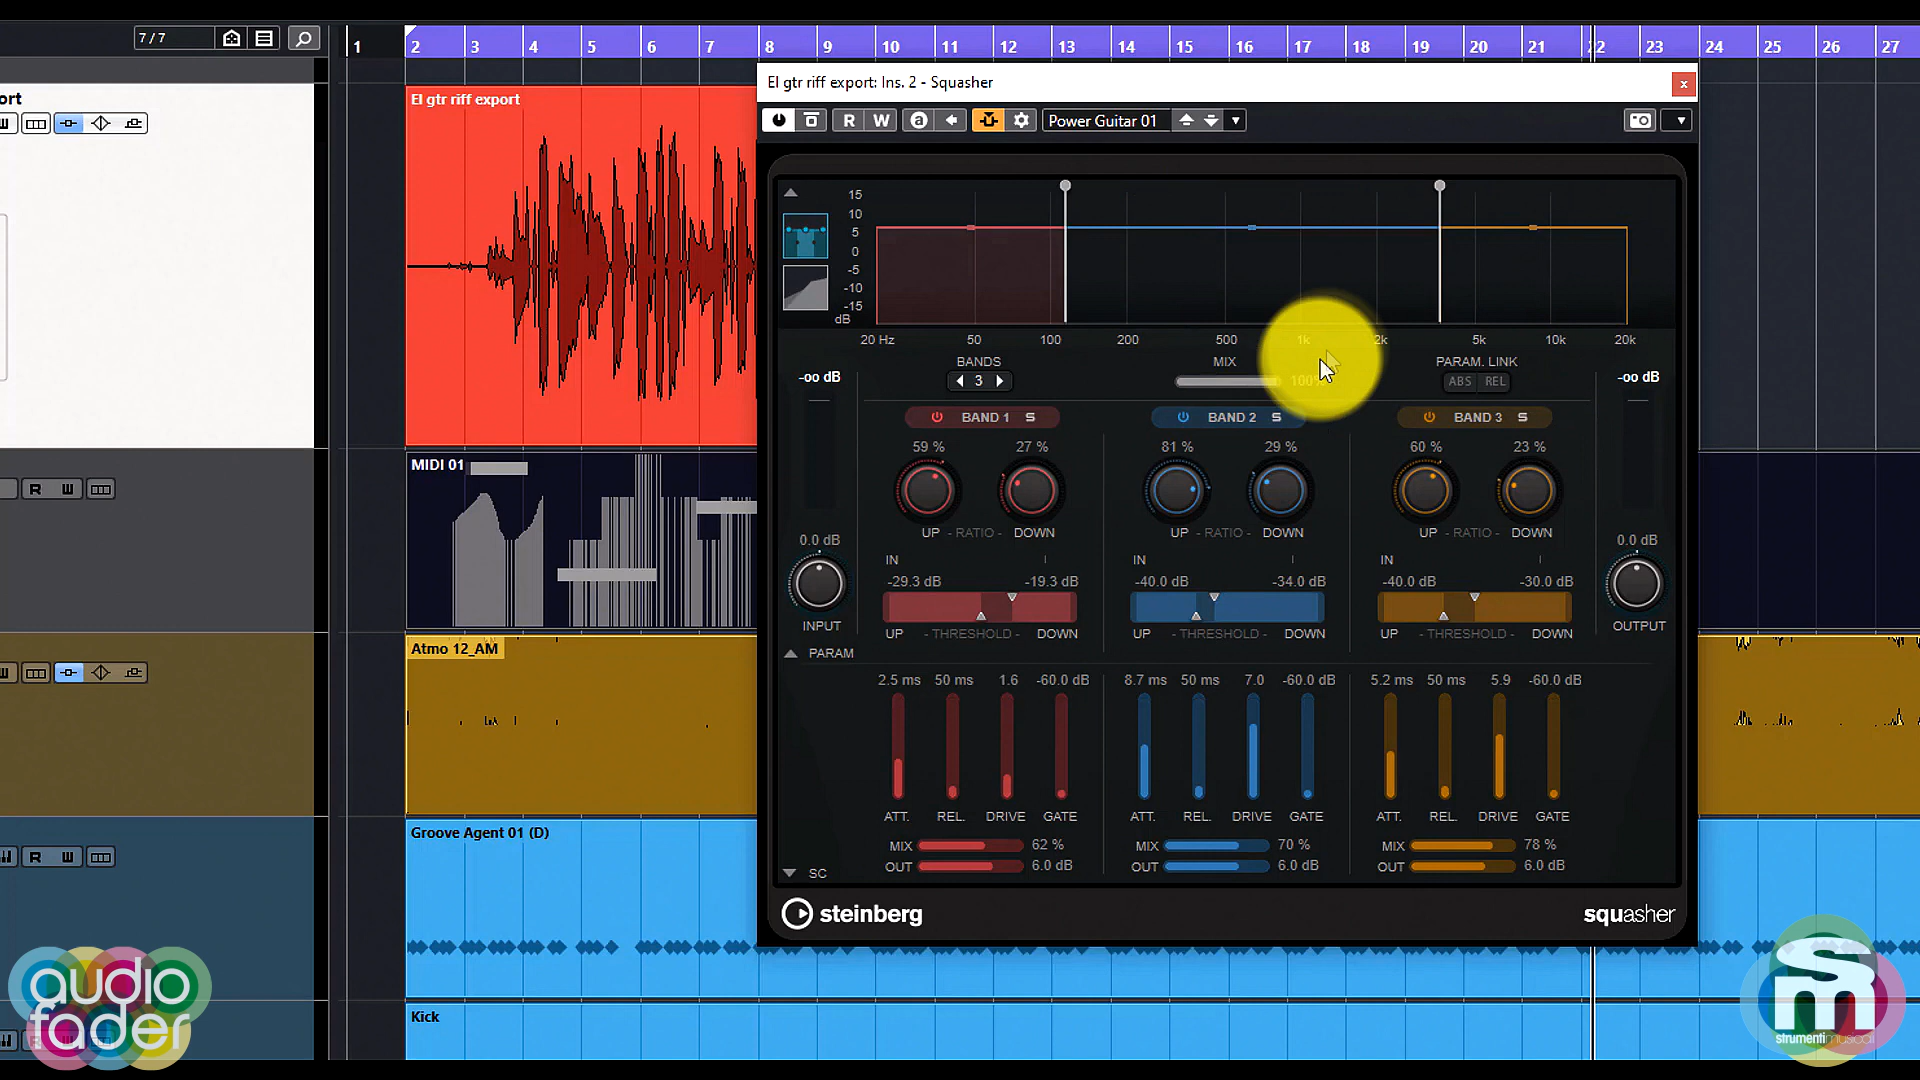 7/7
1 2 3 4 5 6 7 8 9 10 11 12 13 14 15 16 17 18 19 20 21 22 23 24 25 26 27
ort
El gtr riff export
El gtr riff export: Ins. 2 - Squasher
x
R W a Power Guitar 01
15
10
5
0
-5
-10
-15
dB
20 Hz 50 100 200 500 1k 2k 5k 10k 20k
BANDS MIX PARAM. LINK
3 100% ABS REL
-oo dB -oo dB
BAND 1 S BAND 2 S BAND 3 S
59 % 27 % 81 % 29 % 60 % 23 %
UP - RATIO - DOWN UP - RATIO - DOWN UP - RATIO - DOWN
0.0 dB 0.0 dB
IN IN IN
-29.3 dB -19.3 dB -40.0 dB -34.0 dB -40.0 dB -30.0 dB
INPUT OUTPUT
UP - THRESHOLD - DOWN UP - THRESHOLD - DOWN UP - THRESHOLD - DOWN
PARAM
2.5 ms 50 ms 1.6 -60.0 dB 8.7 ms 50 ms 7.0 -60.0 dB 5.2 ms 50 ms 5.9 -60.0 dB
ATT. REL. DRIVE GATE ATT. REL. DRIVE GATE ATT. REL. DRIVE GATE
MIX 62 % MIX 70 % MIX 78 %
OUT 6.0 dB OUT 6.0 dB OUT 6.0 dB
SC
steinberg squasher
MIDI 01
R W
Atmo 12_AM
Groove Agent 01 (D)
R W
Kick
audio
fader
SM
strumentimusicali